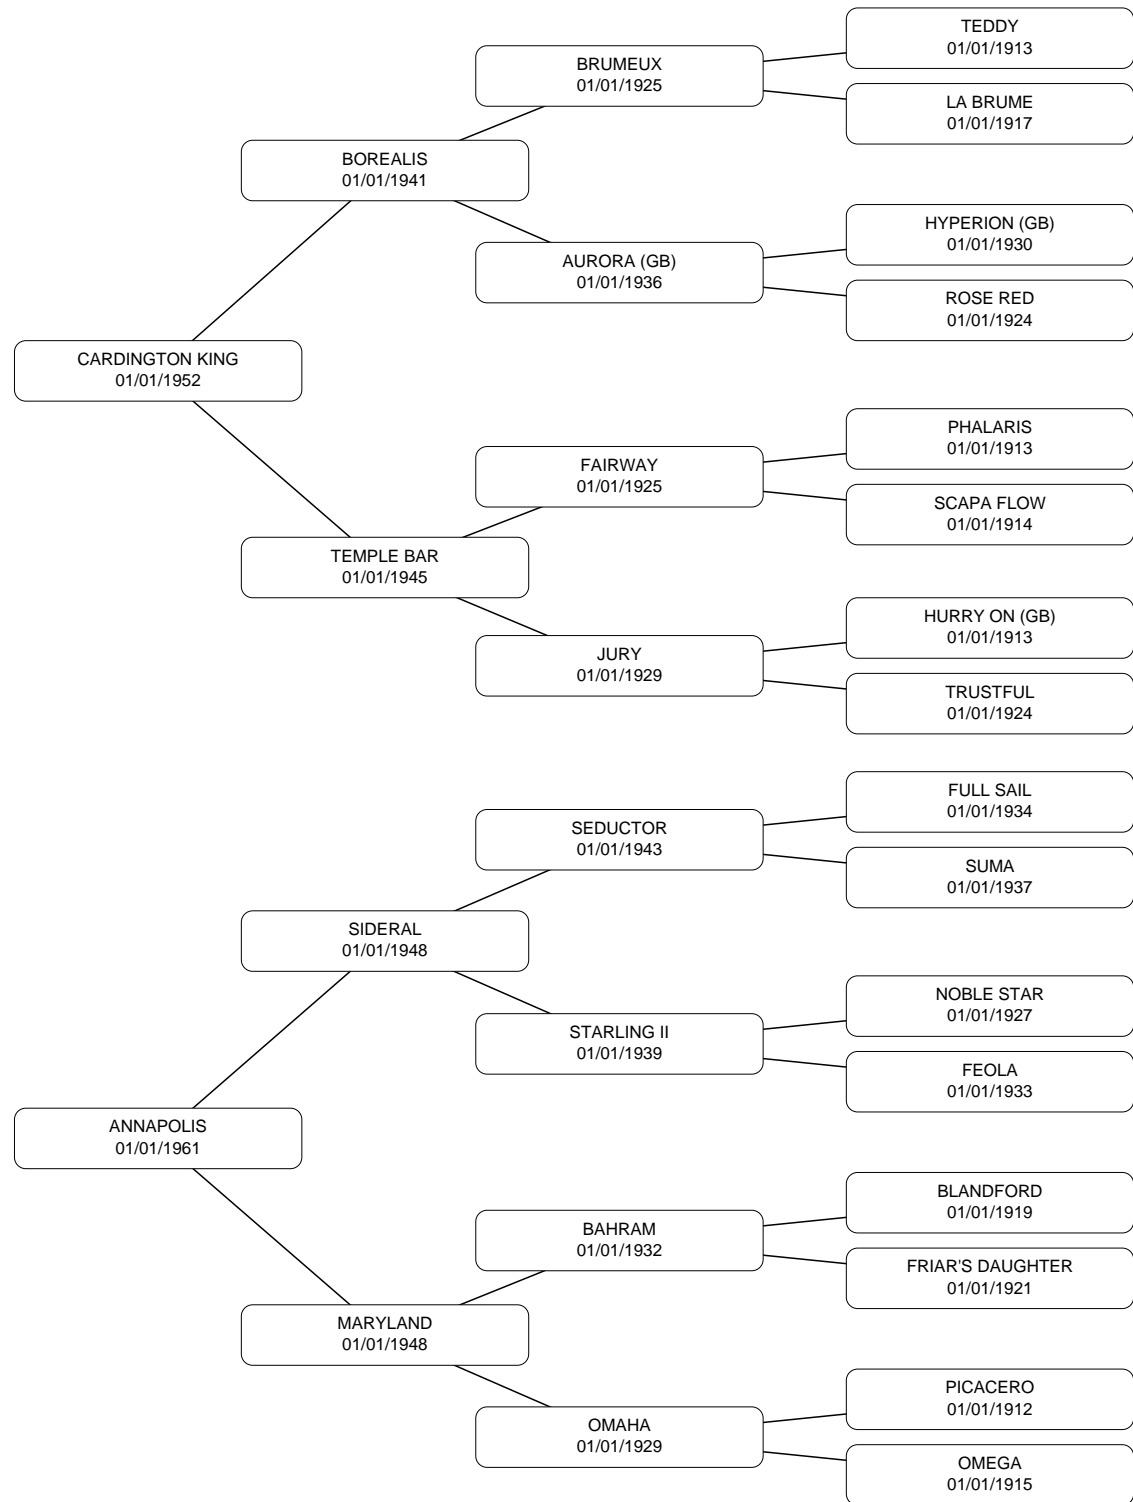 TEDDY
01/01/1913
BRUMEUX
01/01/1925
LA BRUME
01/01/1917
BOREALIS
01/01/1941
HYPERION (GB)
01/01/1930
AURORA (GB)
01/01/1936
ROSE RED
01/01/1924
CARDINGTON KING
01/01/1952
PHALARIS
01/01/1913
FAIRWAY
01/01/1925
SCAPA FLOW
01/01/1914
TEMPLE BAR
01/01/1945
HURRY ON (GB)
01/01/1913
JURY
01/01/1929
TRUSTFUL
01/01/1924
FULL SAIL
01/01/1934
SEDUCTOR
01/01/1943
SUMA
01/01/1937
SIDERAL
01/01/1948
NOBLE STAR
01/01/1927
STARLING II
01/01/1939
FEOLA
01/01/1933
ANNAPOLIS
01/01/1961
BLANDFORD
01/01/1919
BAHRAM
01/01/1932
FRIAR'S DAUGHTER
01/01/1921
MARYLAND
01/01/1948
PICACERO
01/01/1912
OMAHA
01/01/1929
OMEGA
01/01/1915